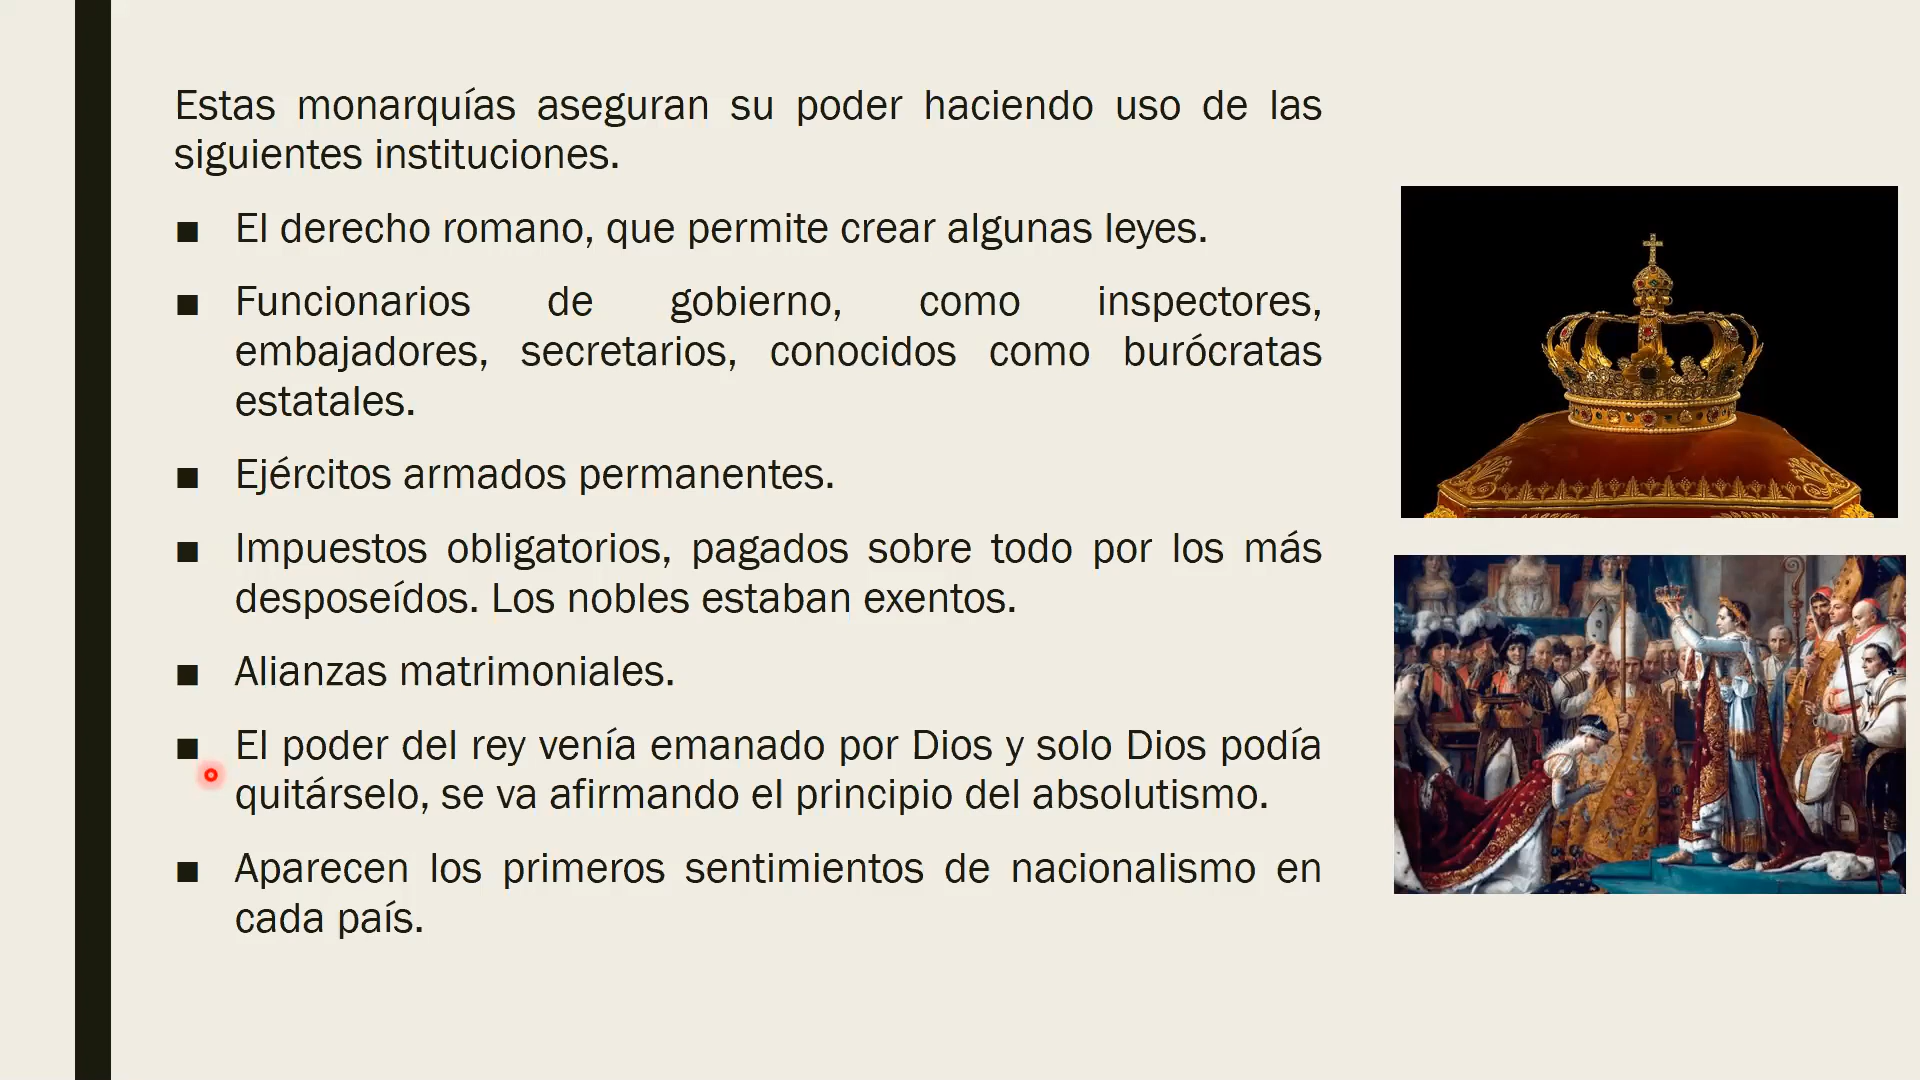 Estas monarquías aseguran su poder haciendo uso de las
siguientes instituciones.
■ El derecho romano, que permite crear algunas leyes.
■ Funcionarios de gobierno, como inspectores,
embajadores, secretarios, conocidos como burócratas
estatales.
■ Ejércitos armados permanentes.
■ Impuestos obligatorios, pagados sobre todo por los más
desposeídos. Los nobles estaban exentos.
■ Alianzas matrimoniales.
■ El poder del rey venía emanado por Dios y solo Dios podía
quitárselo, se va afirmando el principio del absolutismo.
■ Aparecen los primeros sentimientos de nacionalismo en
cada país.